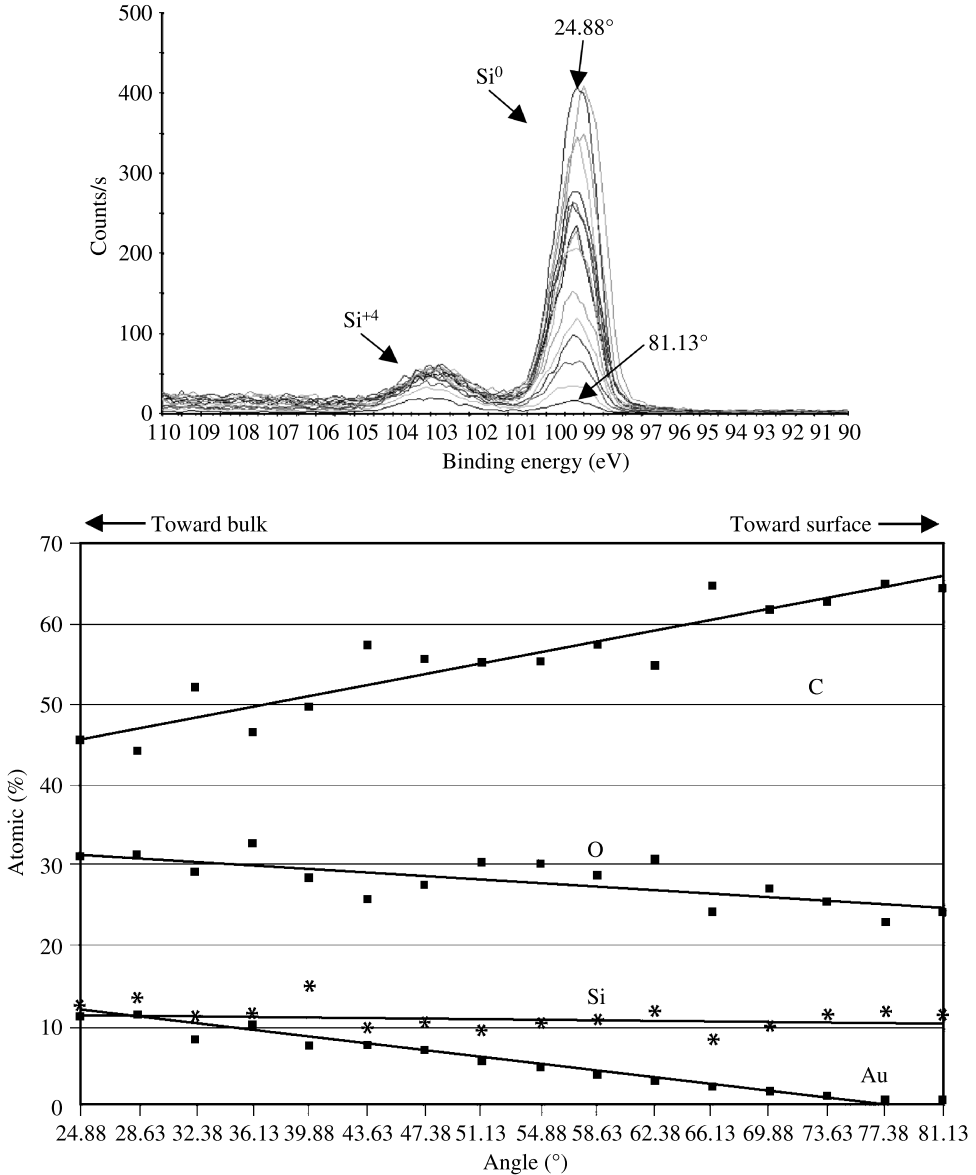 500
400
300
200
100
0
Counts/s
24.88°
Si⁰
Si⁺⁴
81.13°
110 109 108 107 106 105 104 103 102 101 100 99 98 97 96 95 94 93 92 91 90
Binding energy (eV)
Toward bulk
Toward surface
70
60
50
40
30
20
10
0
Atomic (%)
C
O
Si
Au
24.88 28.63 32.38 36.13 39.88 43.63 47.38 51.13 54.88 58.63 62.38 66.13 69.88 73.63 77.38 81.13
Angle (°)